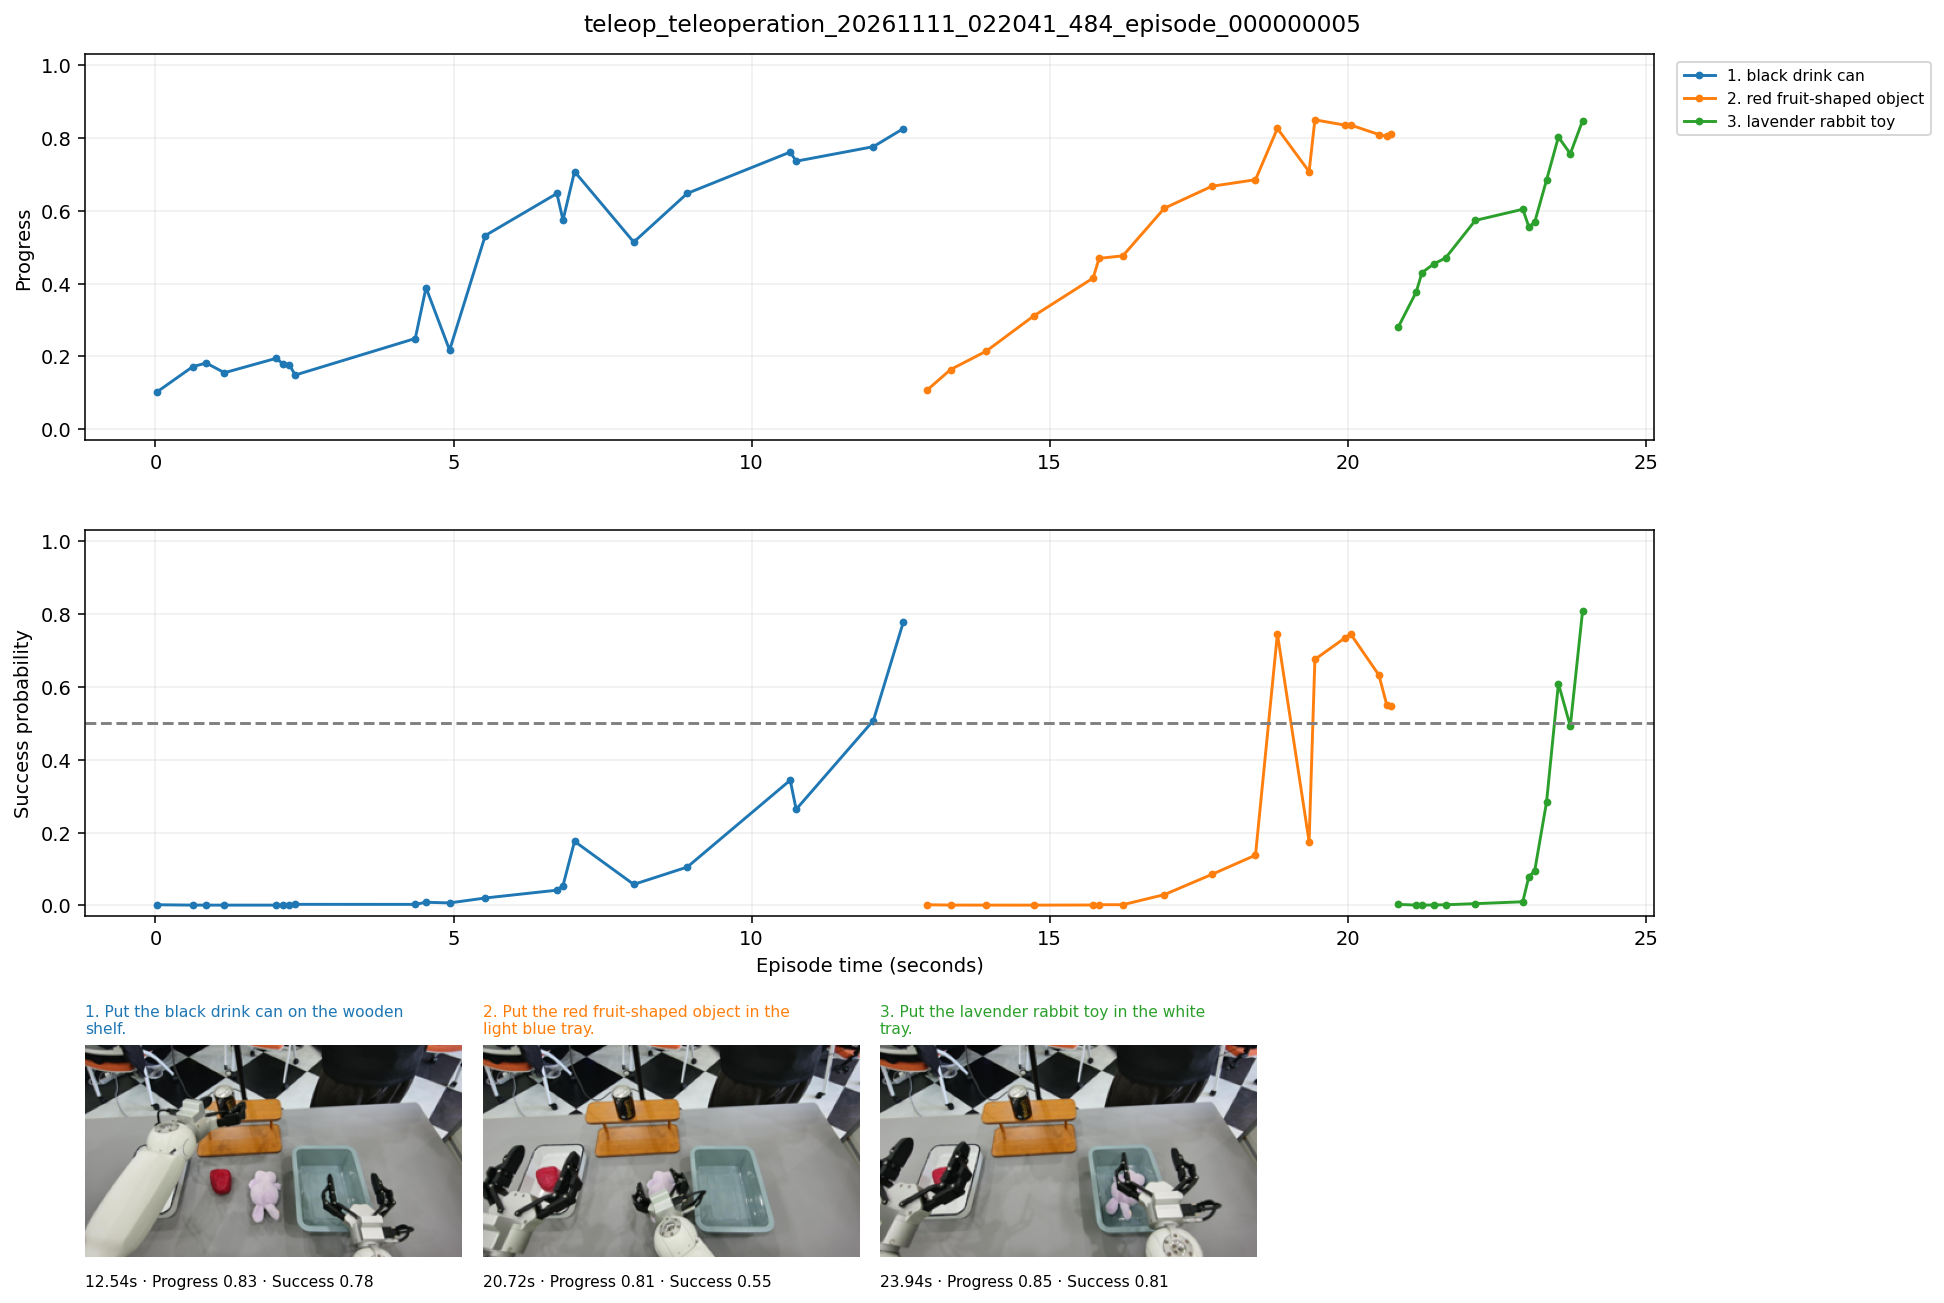 teleop_teleoperation_20261111_022041_484_episode_000000005
1.0
0.8
0.6
0.4
0.2
0.0
Progress
0
5
10
15
20
25
1. black drink can
2. red fruit-shaped object
3. lavender rabbit toy
1.0
0.8
0.6
0.4
0.2
0.0
Success probability
0
5
10
15
20
25
Episode time (seconds)
1. Put the black drink can on the wooden
shelf.
2. Put the red fruit-shaped object in the
light blue tray.
3. Put the lavender rabbit toy in the white
tray.
12.54s · Progress 0.83 · Success 0.78
20.72s · Progress 0.81 · Success 0.55
23.94s · Progress 0.85 · Success 0.81